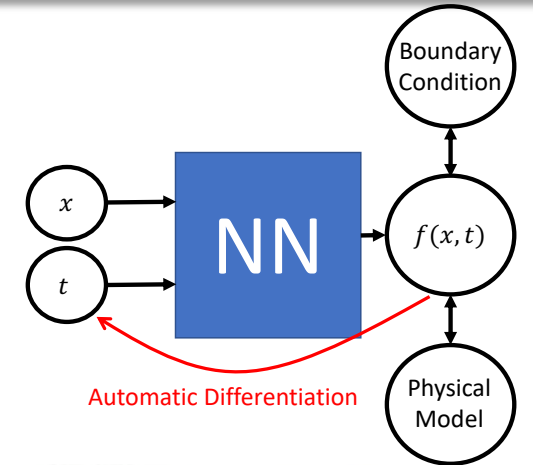 Boundary
Condition
x
NN
f(x, t)
t
Automatic Differentiation
Physical
Model